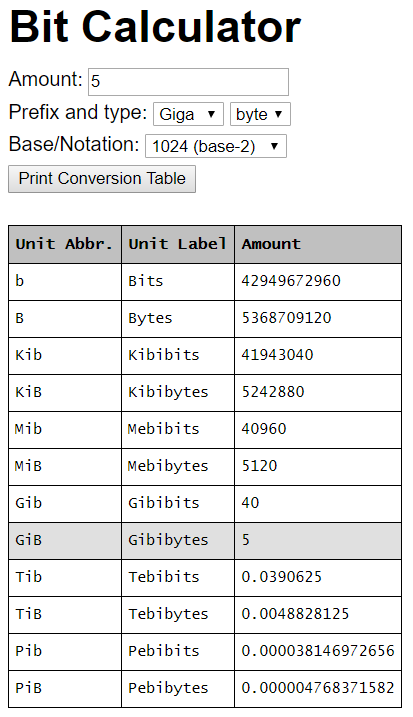 Bit Calculator
Amount: 5
Prefix and type: Giga byte
Base/Notation: 1024 (base-2)
Print Conversion Table
Unit Abbr. Unit Label Amount
b Bits 42949672960
B Bytes 5368709120
Kib Kibibits 41943040
KiB Kibibytes 5242880
Mib Mebibits 40960
MiB Mebibytes 5120
Gib Gibibits 40
GiB Gibibytes 5
Tib Tebibits 0.0390625
TiB Tebibytes 0.0048828125
Pib Pebibits 0.000038146972656
PiB Pebibytes 0.000004768371582